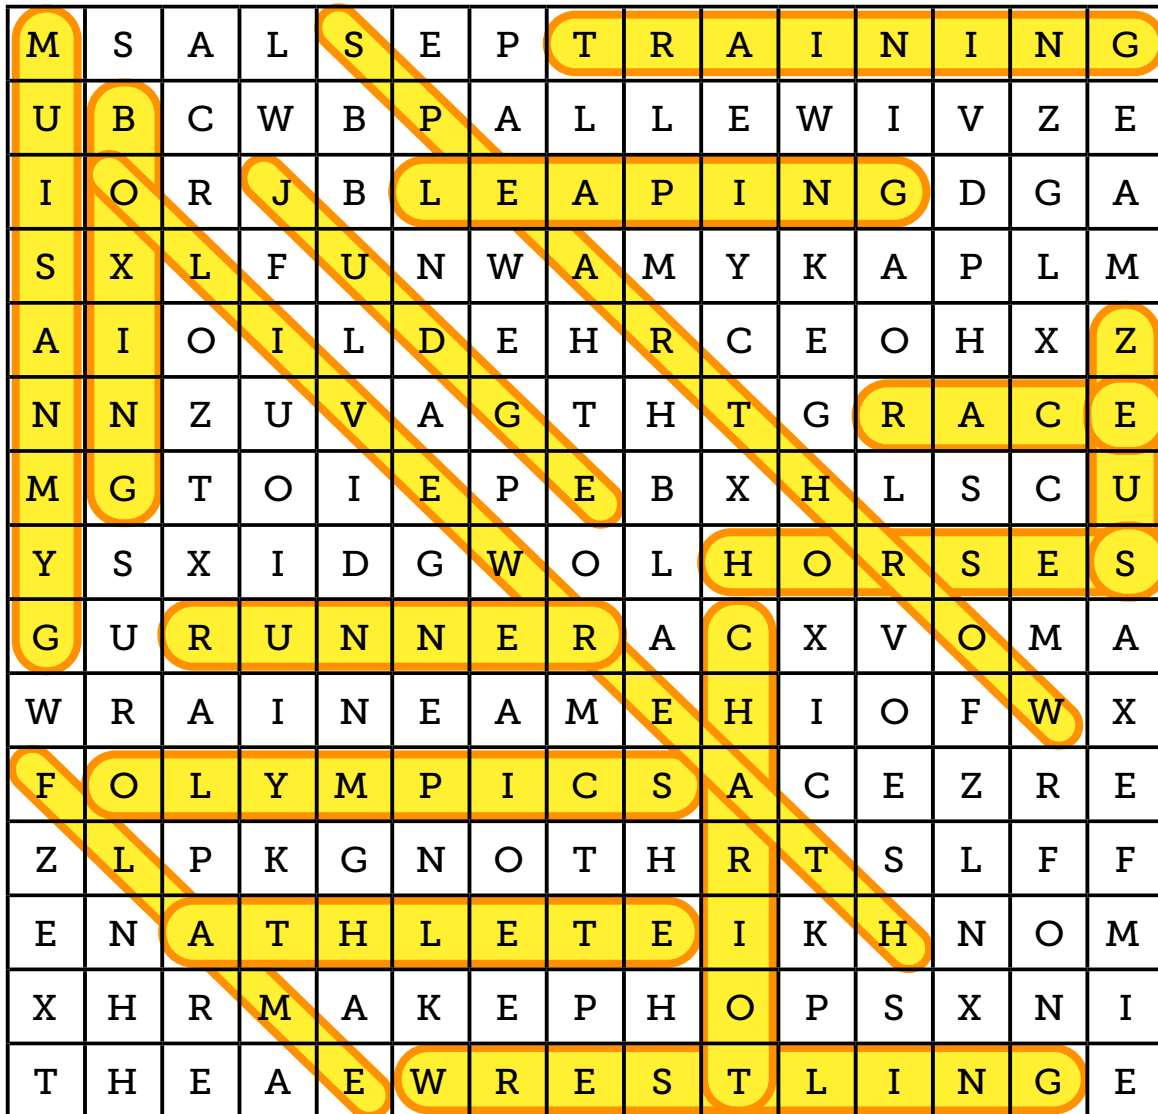 M S A L S E P T R A I N I N G
U B C W B P A L L E W I V Z E
I O R J B L E A P I N G D G A
S X L F U N W A M Y K A P L M
A I O I L D E H R C E O H X Z
N N Z U V A G T H T G R A C E
M G T O I E P E B X H L S C U
Y S X I D G W O L H O R S E S
G U R U N N E R A C X V O M A
W R A I N E A M E H I O F W X
F O L Y M P I C S A C E Z R E
Z L P K G N O T H R T S L F F
E N A T H L E T E I K H N O M
X H R M A K E P H O P S X N I
T H E A E W R E S T L I N G E